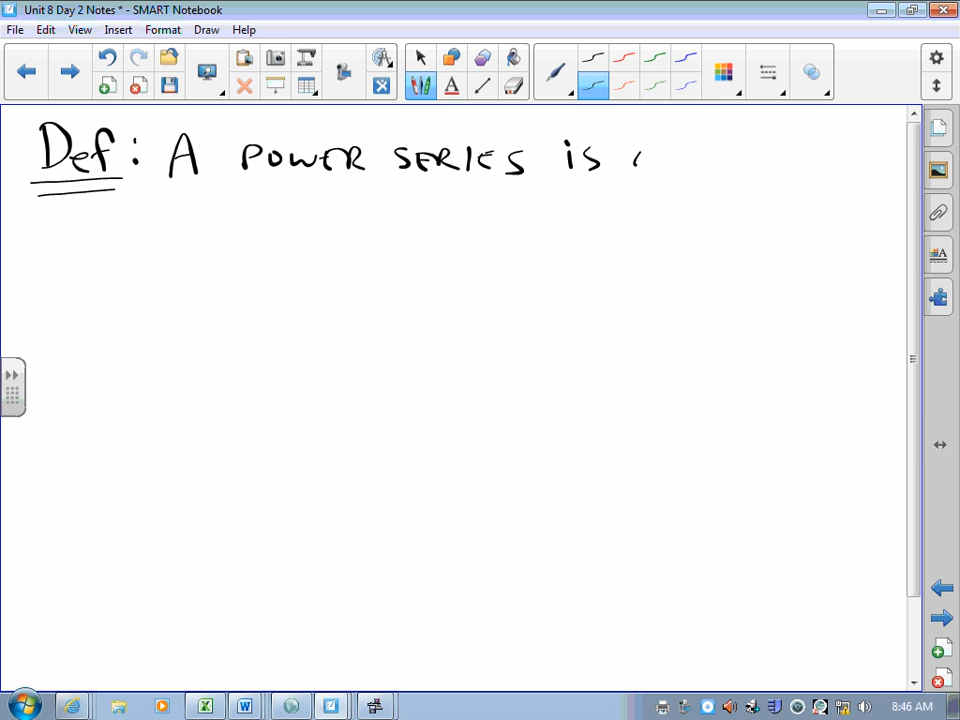 Unit 8 Day 2 Notes * - SMART Notebook
File Edit View Insert Format Draw Help
Def: A POWER SERIES is
8:46 AM